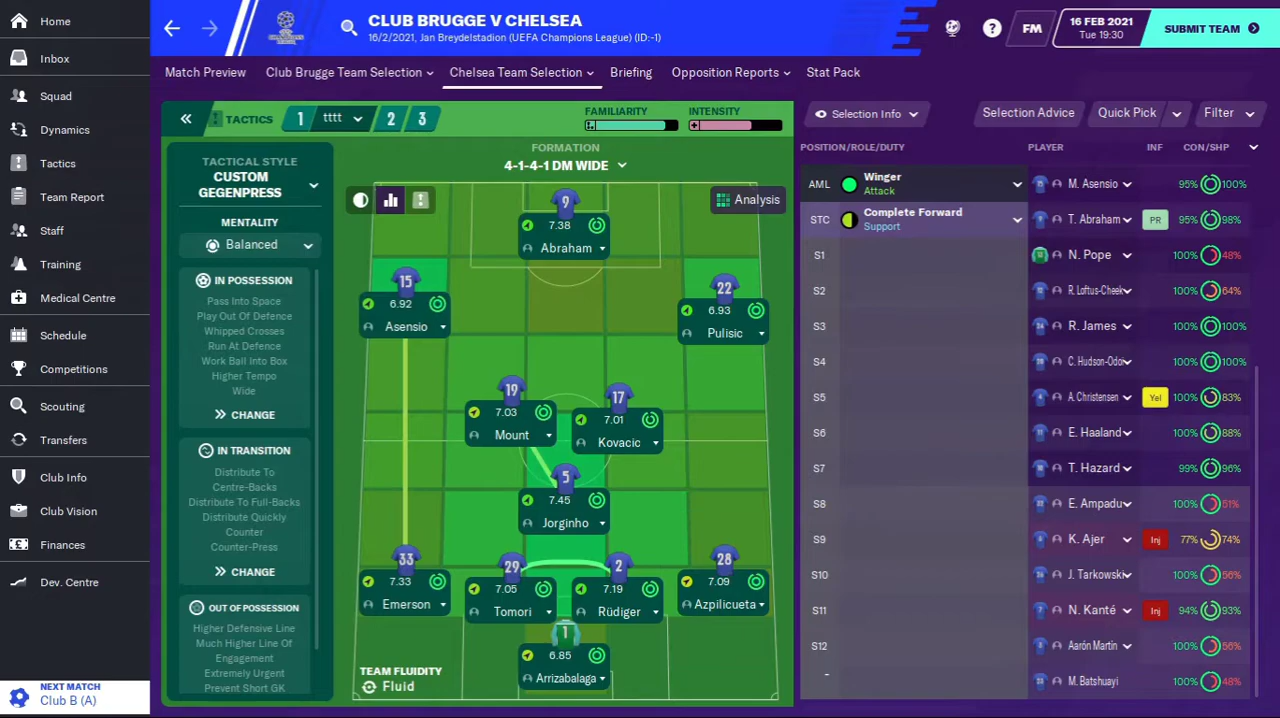 Home
Inbox
Squad
Dynamics
Tactics
Team Report
Staff
Training
Medical Centre
Schedule
Competitions
Scouting
Transfers
Club Info
Club Vision
Finances
Dev. Centre
NEXT MATCH
Club B (A)
CLUB BRUGGE V CHELSEA
16/2/2021, Jan Breydelstadion (UEFA Champions League) (ID:-1)
?
FM
16 FEB 2021
Tue 19:30
SUBMIT TEAM
Match Preview
Club Brugge Team Selection
Chelsea Team Selection
Briefing
Opposition Reports
Stat Pack
TACTICS
1
tttt
2
3
FAMILIARITY
INTENSITY
TACTICAL STYLE
CUSTOM
GEGENPRESS
MENTALITY
Balanced
IN POSSESSION
Pass Into Space
Play Out Of Defence
Whipped Crosses
Run At Defence
Work Ball Into Box
Higher Tempo
Wide
CHANGE
IN TRANSITION
Distribute To
Centre-Backs
Distribute To Full-Backs
Distribute Quickly
Counter
Counter-Press
CHANGE
OUT OF POSSESSION
Higher Defensive Line
Much Higher Line Of
Engagement
Extremely Urgent
Prevent Short GK
FORMATION
4-1-4-1 DM WIDE
Analysis
9
7.38
Abraham
15
6.92
Asensio
22
6.93
Pulisic
19
7.03
Mount
17
7.01
Kovacic
5
7.45
Jorginho
33
7.33
Emerson
29
7.05
Tomori
2
7.19
Rüdiger
28
7.09
Azpilicueta
1
6.85
Arrizabalaga
TEAM FLUIDITY
Fluid
Selection Info
Selection Advice
Quick Pick
Filter
POSITION/ROLE/DUTY PLAYER INF CON/SHP
AML Winger Attack M. Asensio 95% 100%
STC Complete Forward Support T. Abraham PR 95% 98%
S1 N. Pope 100% 48%
S2 R. Loftus-Cheek 100% 64%
S3 R. James 100% 100%
S4 C. Hudson-Odoi 100% 100%
S5 A. Christensen Yel 100% 83%
S6 E. Haaland 100% 88%
S7 T. Hazard 99% 96%
S8 E. Ampadu 100% 51%
S9 K. Ajer Inj 77% 74%
S10 J. Tarkowski 100% 56%
S11 N. Kanté Inj 94% 93%
S12 Aarón Martin 100% 56%
- M. Batshuayi 100% 48%